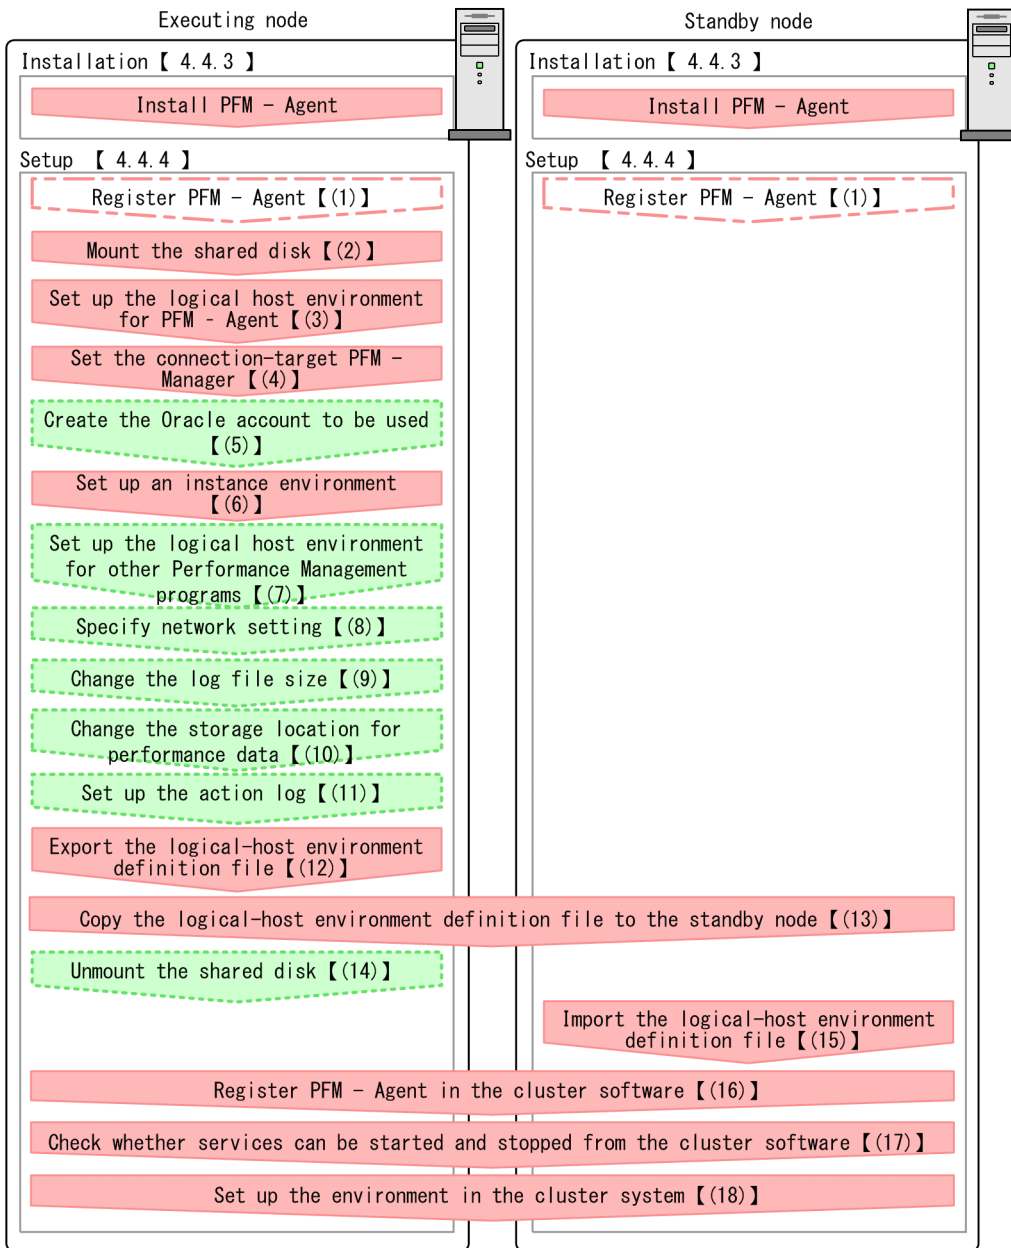 Executing node
Standby node
Installation【 4.4.3 】
Installation【 4.4.3 】
Install PFM − Agent
Install PFM − Agent
Setup 【 4.4.4 】
Setup 【 4.4.4 】
Register PFM − Agent【(1)】
Register PFM − Agent【(1)】
Mount the shared disk【(2)】
Set up the logical host environment
for PFM - Agent【(3)】
Set the connection−target PFM −
Manager【(4)】
Create the Oracle account to be used
【(5)】
Set up an instance environment
【(6)】
Set up the logical host environment
for other Performance Management
programs【(7)】
Specify network setting【(8)】
Change the log file size【(9)】
Change the storage location for
performance data【(10)】
Set up the action log【(11)】
Export the logical−host environment
definition file【(12)】
Copy the logical−host environment definition file to the standby node【(13)】
Unmount the shared disk【(14)】
Import the logical−host environment
definition file【(15)】
Register PFM − Agent in the cluster software【(16)】
Check whether services can be started and stopped from the cluster software【(17)】
Set up the environment in the cluster system【(18)】